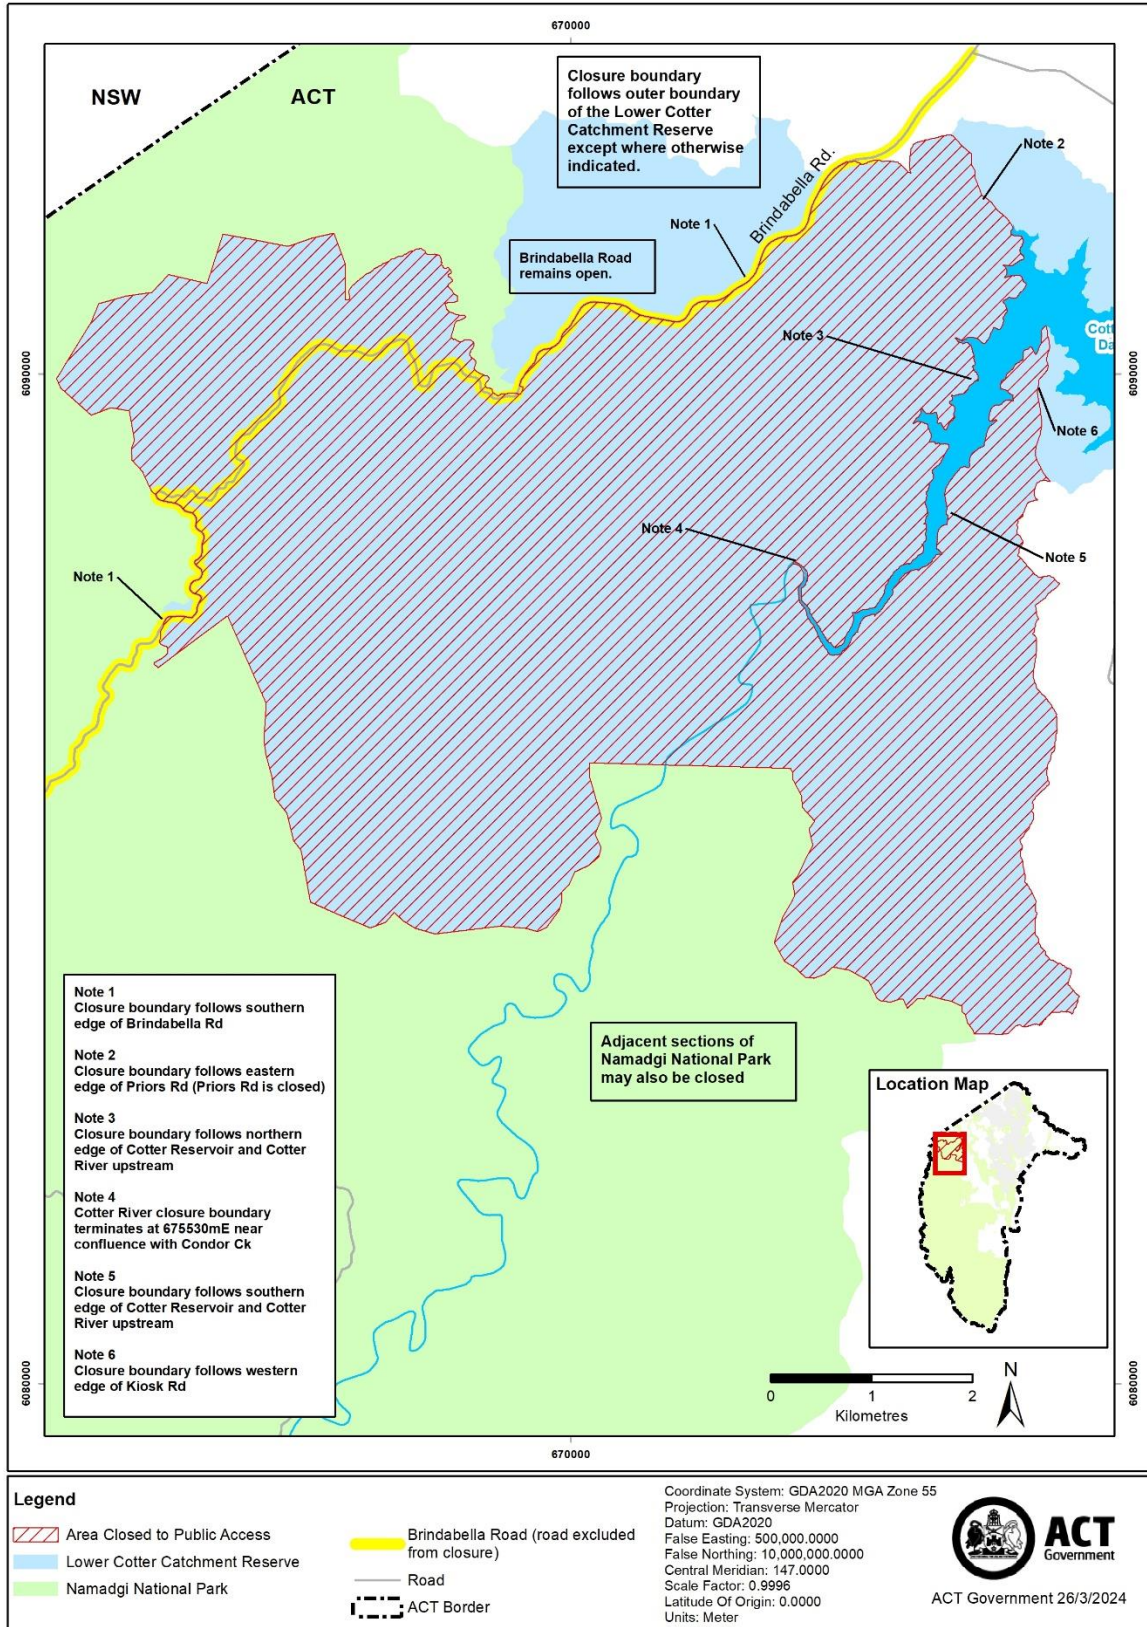 670000
NSW
ACT
Closure boundary
follows outer boundary
of the Lower Cotter
Catchment Reserve
except where otherwise
indicated.
Note 2
Brindabella Rd.
Note 1
Brindabella Road
remains open.
Note 3
Cott
Da
6090000
6090000
Note 6
Note 4
Note 5
Note 1
Note 1
Closure boundary follows southern
edge of Brindabella Rd
Note 2
Closure boundary follows eastern
edge of Priors Rd (Priors Rd is closed)
Note 3
Closure boundary follows northern
edge of Cotter Reservoir and Cotter
River upstream
Note 4
Cotter River closure boundary
terminates at 675530mE near
confluence with Condor Ck
Note 5
Closure boundary follows southern
edge of Cotter Reservoir and Cotter
River upstream
Note 6
Closure boundary follows western
edge of Kiosk Rd
Adjacent sections of
Namadgi National Park
may also be closed
Location Map
6080000
6080000
0 1 2
Kilometres
N
670000
Legend
Area Closed to Public Access
Lower Cotter Catchment Reserve
Namadgi National Park
Brindabella Road (road excluded
from closure)
Road
ACT Border
Coordinate System: GDA2020 MGA Zone 55
Projection: Transverse Mercator
Datum: GDA2020
False Easting: 500,000.0000
False Northing: 10,000,000.0000
Central Meridian: 147.0000
Scale Factor: 0.9996
Latitude Of Origin: 0.0000
Units: Meter
ACT
Government
ACT Government 26/3/2024